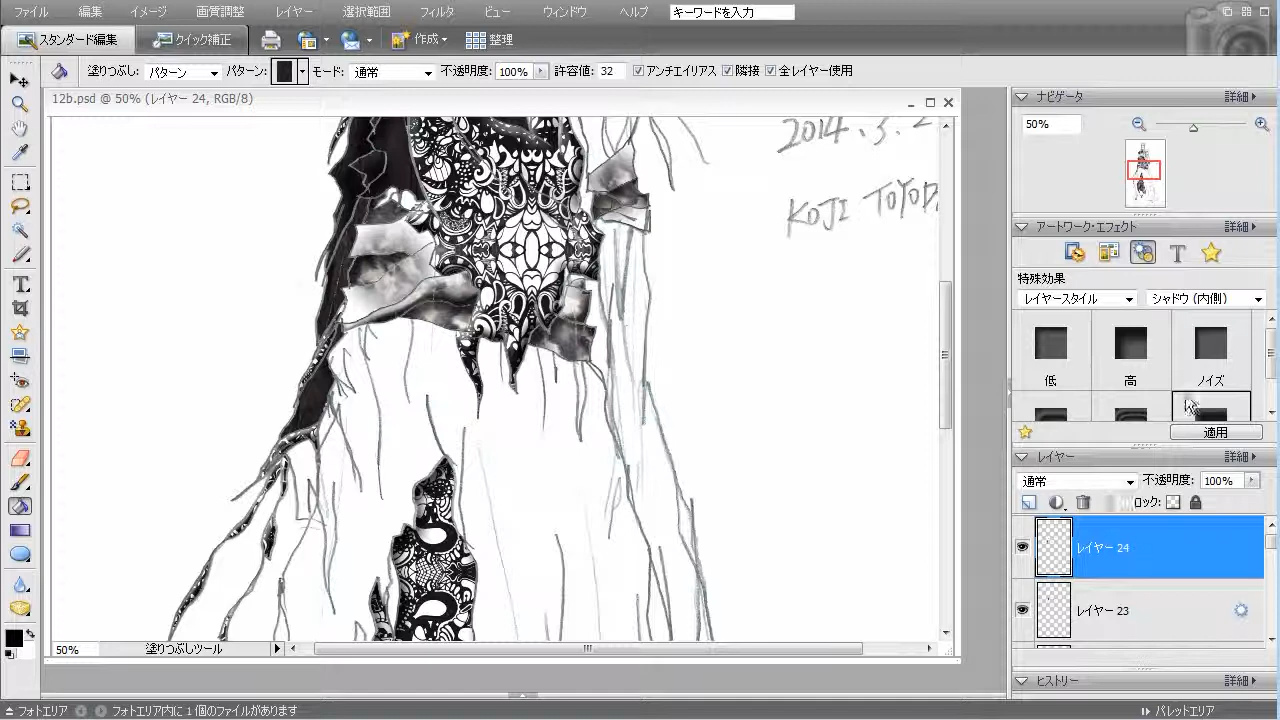 ファイル 編集 イメージ 画質調整 レイヤー 選択範囲 フィルタ ビュー ウィンドウ ヘルプ キーワードを入力
スタンダード編集 クイック補正 作成 整理
塗りつぶし: パターン パターン: モード: 通常 不透明度: 100% 許容値: 32 アンチエイリアス 隣接 全レイヤー使用
12b.psd @ 50% (レイヤー 24, RGB/8)
2014.3.2
KOJI TOYOD
50% 塗りつぶしツール
ナビゲータ 詳細
50%
アートワーク・エフェクト 詳細
特殊効果
レイヤースタイル シャドウ (内側)
低 高 ノイズ
適用
レイヤー 詳細
通常 不透明度: 100%
ロック:
レイヤー 24
レイヤー 23
ヒストリー 詳細
フォトエリア フォトエリア内に 1 個のファイルがあります パレットエリア